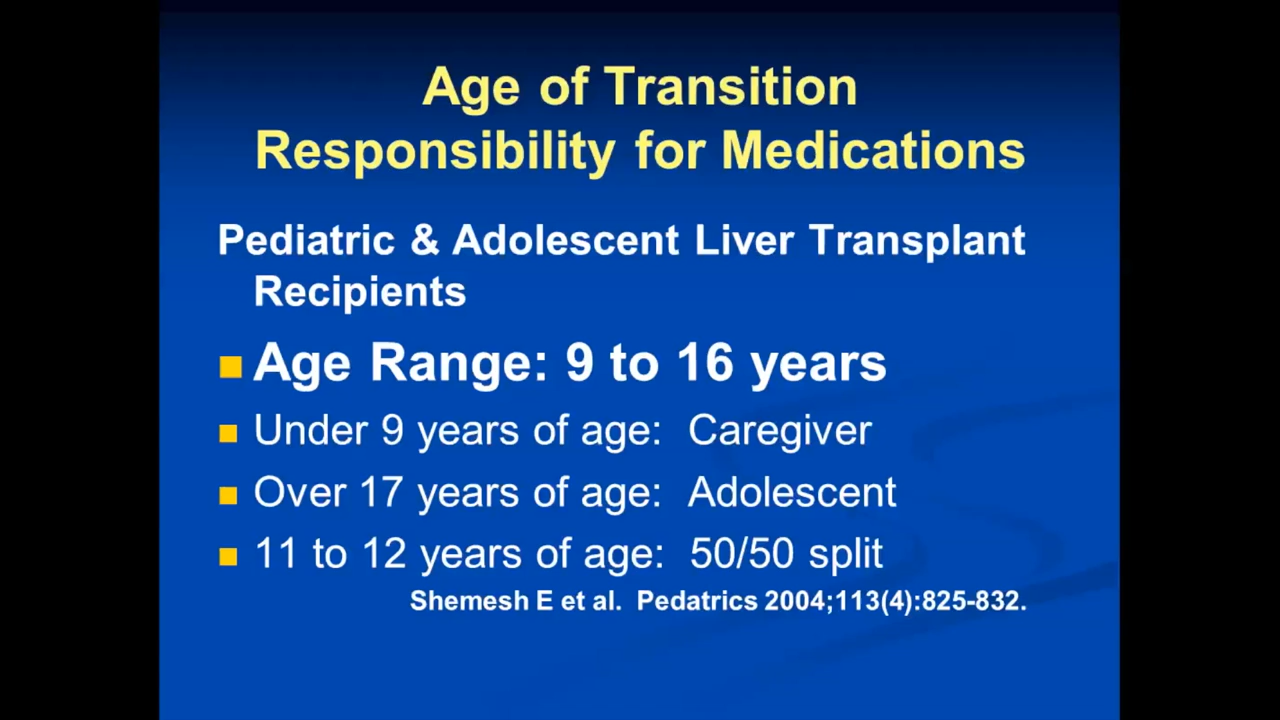 Age of Transition
Responsibility for Medications
Pediatric & Adolescent Liver Transplant
Recipients
Age Range: 9 to 16 years
Under 9 years of age: Caregiver
Over 17 years of age: Adolescent
11 to 12 years of age: 50/50 split
Shemesh E et al. Pedatrics 2004;113(4):825-832.